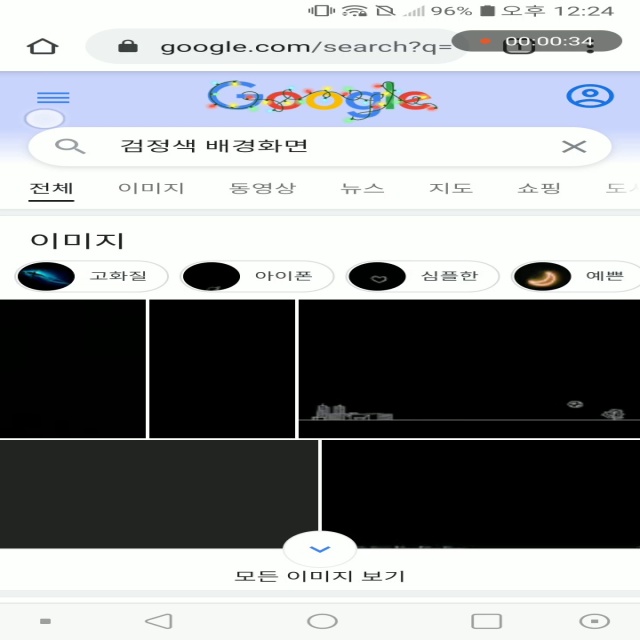 96% 오후 12:24
google.com/search?q=
00:00:34
Google
검정색 배경화면
전체 이미지 동영상 뉴스 지도 쇼핑
이미지
고화질 아이폰 심플한 예쁜
모든 이미지 보기